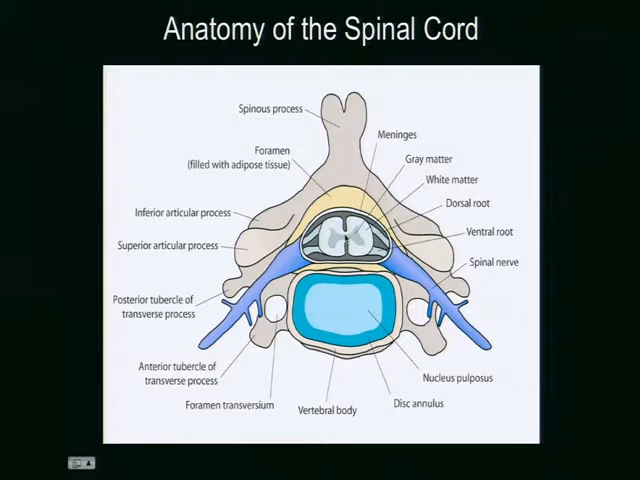 Anatomy of the Spinal Cord
Spinous process
Meninges
Foramen
(filled with adipose tissue)
Gray matter
White matter
Dorsal root
Inferior articular process
Ventral root
Superior articular process
Spinal nerve
Posterior tubercle of
transverse process
Anterior tubercle of
transverse process
Nucleus pulposus
Foramen transversium
Vertebral body
Disc annulus